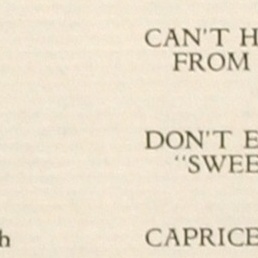 CAN'T H
FROM
DON'T E
"SWEE
h CAPRICE